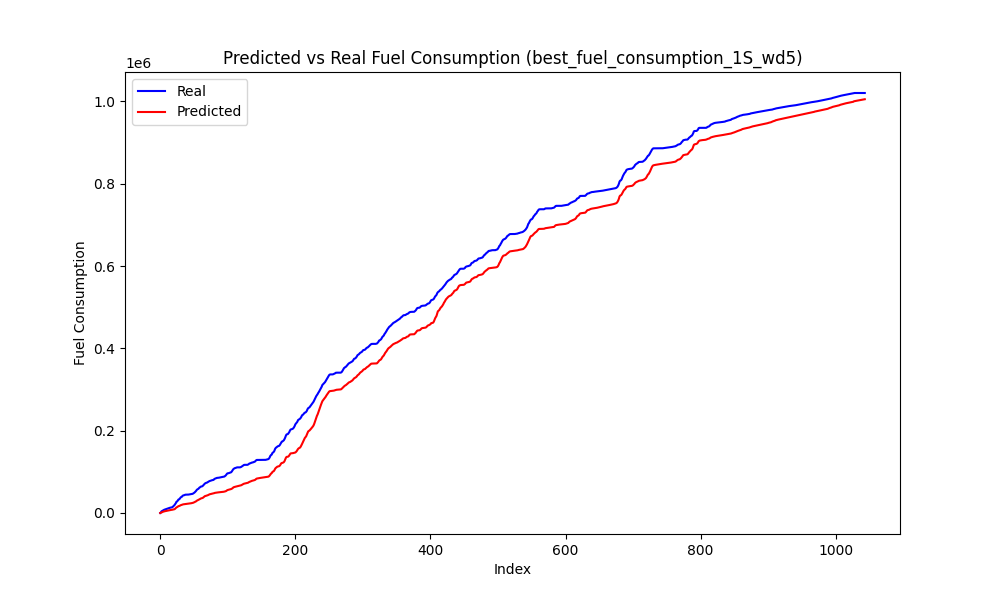 Predicted vs Real Fuel Consumption (best_fuel_consumption_1S_wd5)
1e6
Real
Predicted
1.0
0.8
0.6
0.4
0.2
0.0
Fuel Consumption
0 200 400 600 800 1000
Index